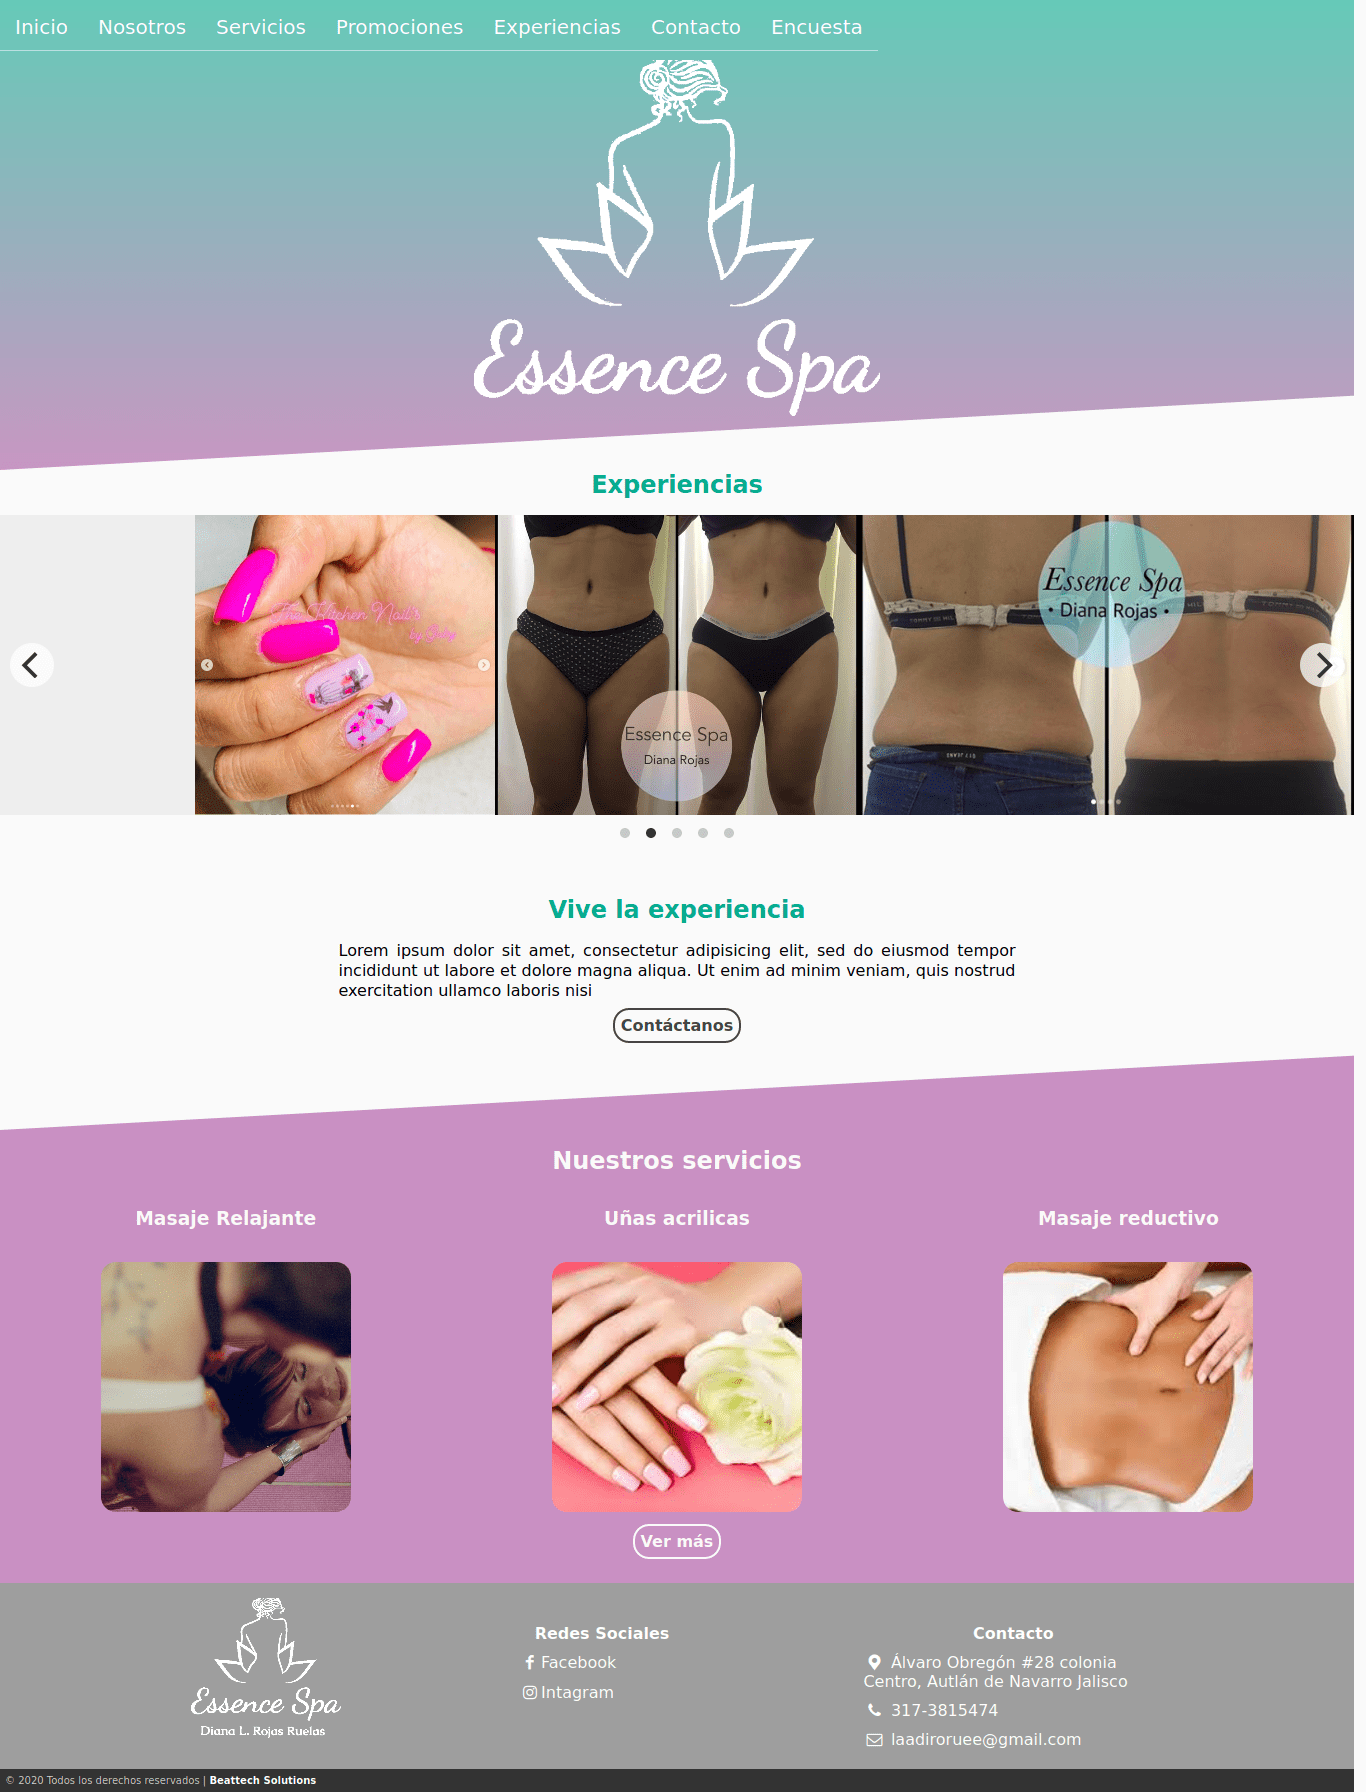 Inicio Nosotros Servicios Promociones Experiencias Contacto Encuesta
Essence Spa
Experiencias
The Kitchen Nail's
Essence Spa
Diana Rojas
Essence Spa
• Diana Rojas •
Vive la experiencia
Lorem ipsum dolor sit amet, consectetur adipisicing elit, sed do eiusmod tempor
incididunt ut labore et dolore magna aliqua. Ut enim ad minim veniam, quis nostrud
exercitation ullamco laboris nisi
Contáctanos
Nuestros servicios
Masaje Relajante
Uñas acrilicas
Masaje reductivo
Ver más
Essence Spa
Diana L. Rojas Ruelas
Redes Sociales
Facebook
Intagram
Contacto
Álvaro Obregón #28 colonia
Centro, Autlán de Navarro Jalisco
317-3815474
laadiroruee@gmail.com
© 2020 Todos los derechos reservados | Beattech Solutions